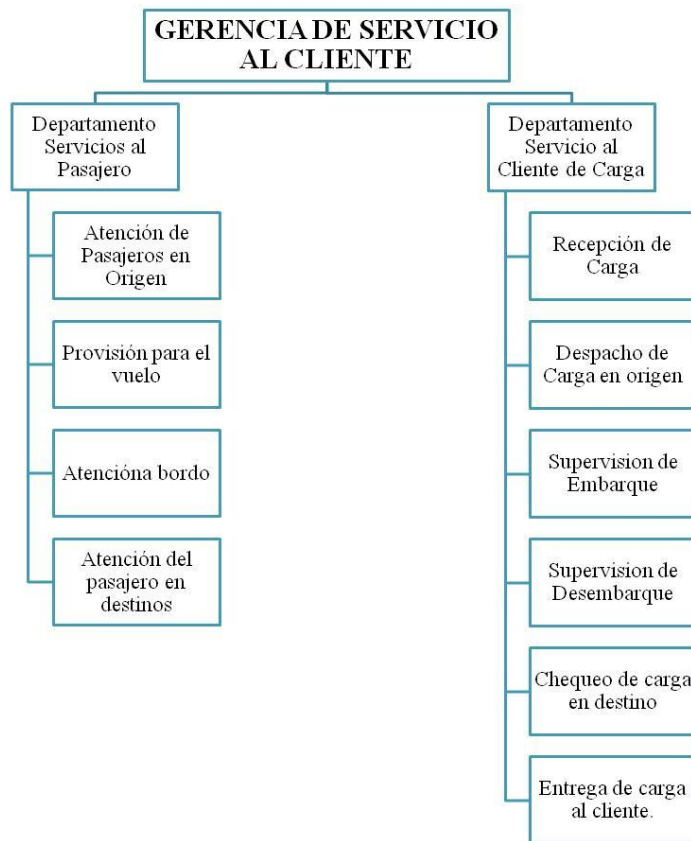 GERENCIA DE SERVICIO
AL CLIENTE
Departamento
Servicios al
Pasajero
Atención de
Pasajeros en
Origen
Provisión para el
vuelo
Atencióna bordo
Atención del
pasajero en
destinos
Departamento
Servicio al
Cliente de Carga
Recepción de
Carga
Despacho de
Carga en origen
Supervision de
Embarque
Supervision de
Desembarque
Chequeo de carga
en destino
Entrega de carga
al cliente.